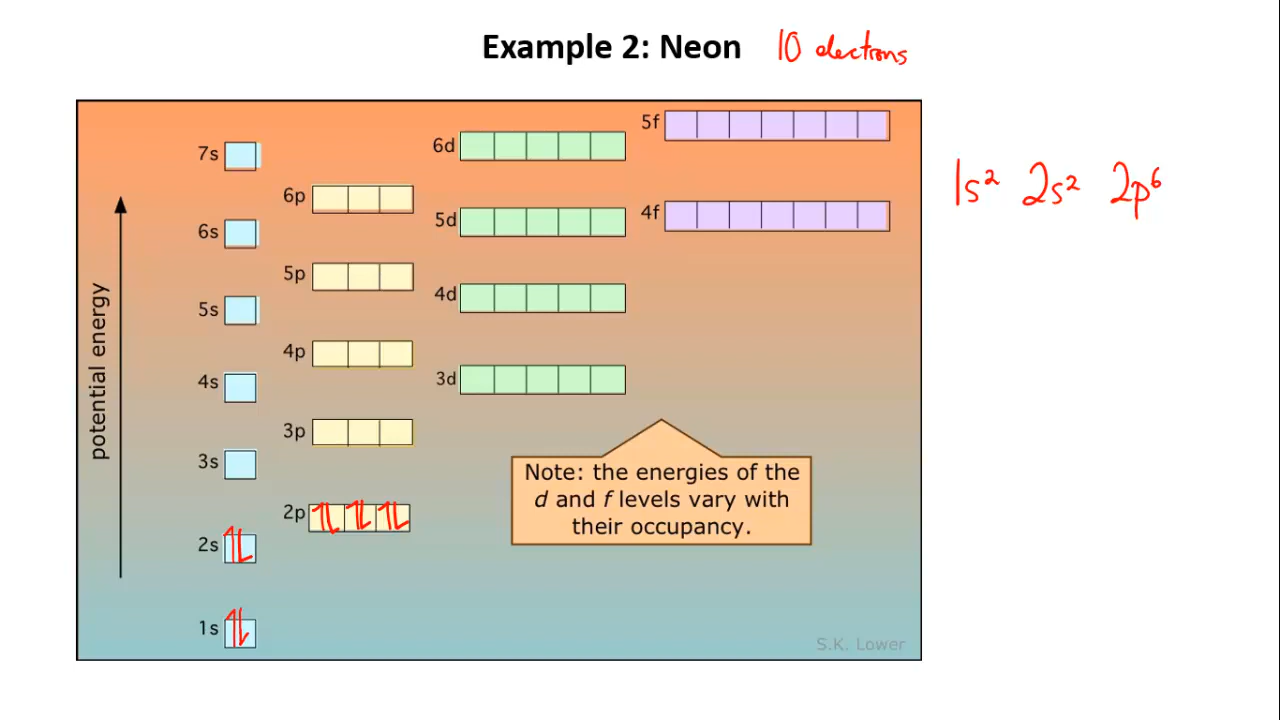 Example 2: Neon 10 electrons
5f
6d
7s
6p
5d
4f
6s
5p
4d
5s
4p
3d
4s
3p
3s
2p
2s
1s
potential energy
Note: the energies of the
d and f levels vary with
their occupancy.
S.K. Lower
1s² 2s² 2p⁶